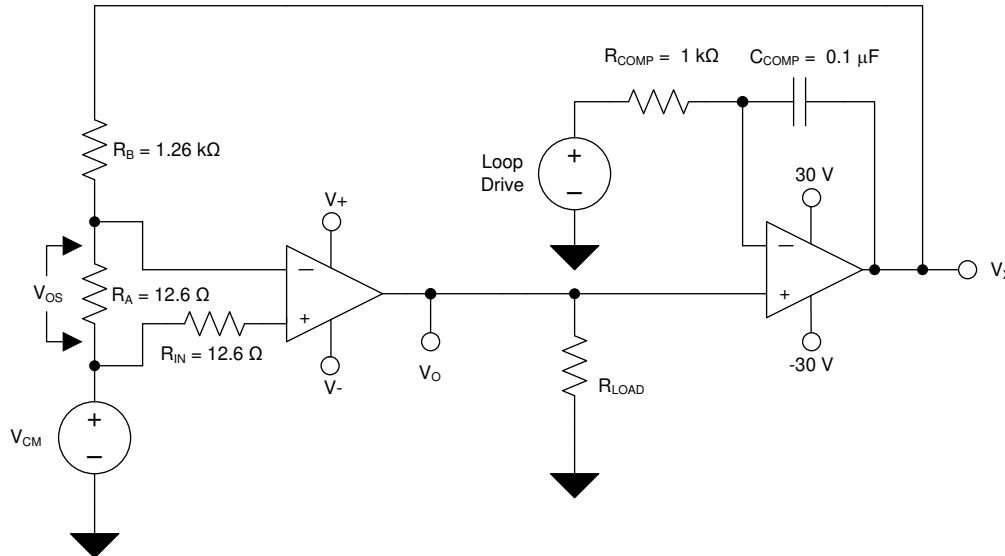 R_COMP = 1 kΩ
C_COMP = 0.1 μF
R_B = 1.26 kΩ
Loop
Drive
+
−
30 V
V+
−
+
V_OS
R_A = 12.6 Ω
−
+
R_IN = 12.6 Ω
V-
V_O
R_LOAD
-30 V
V_CM
+
−